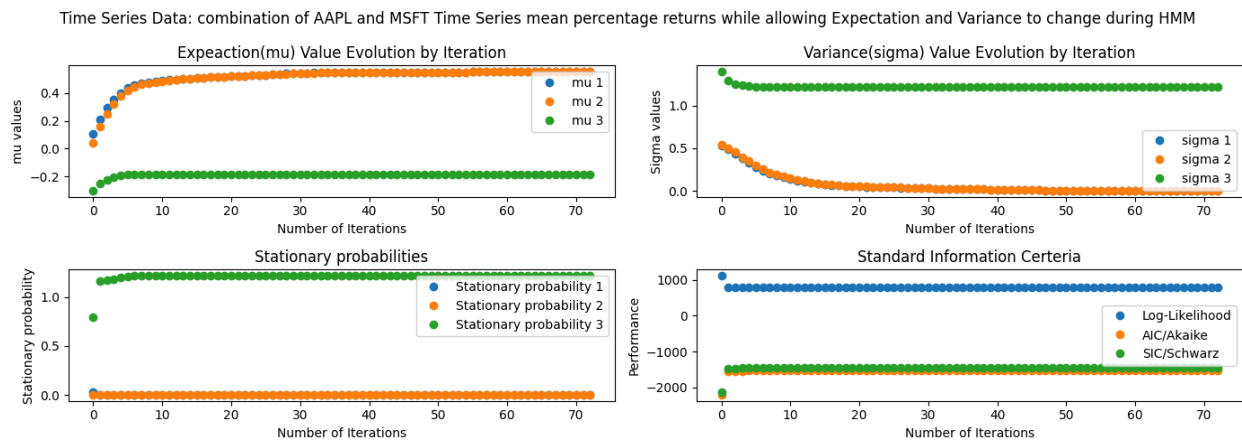 Time Series Data: combination of AAPL and MSFT Time Series mean percentage returns while allowing Expectation and Variance to change during HMM
Expeaction(mu) Value Evolution by Iteration
mu values
0.4
0.2
0.0
−0.2
mu 1
mu 2
mu 3
0 10 20 30 40 50 60 70
Number of Iterations
Variance(sigma) Value Evolution by Iteration
Sigma values
1.0
0.5
0.0
sigma 1
sigma 2
sigma 3
0 10 20 30 40 50 60 70
Number of Iterations
Stationary probabilities
Stationary probability
1.0
0.5
0.0
Stationary probability 1
Stationary probability 2
Stationary probability 3
0 10 20 30 40 50 60 70
Number of Iterations
Standard Information Certeria
Performance
1000
0
−1000
−2000
Log-Likelihood
AIC/Akaike
SIC/Schwarz
0 10 20 30 40 50 60 70
Number of Iterations